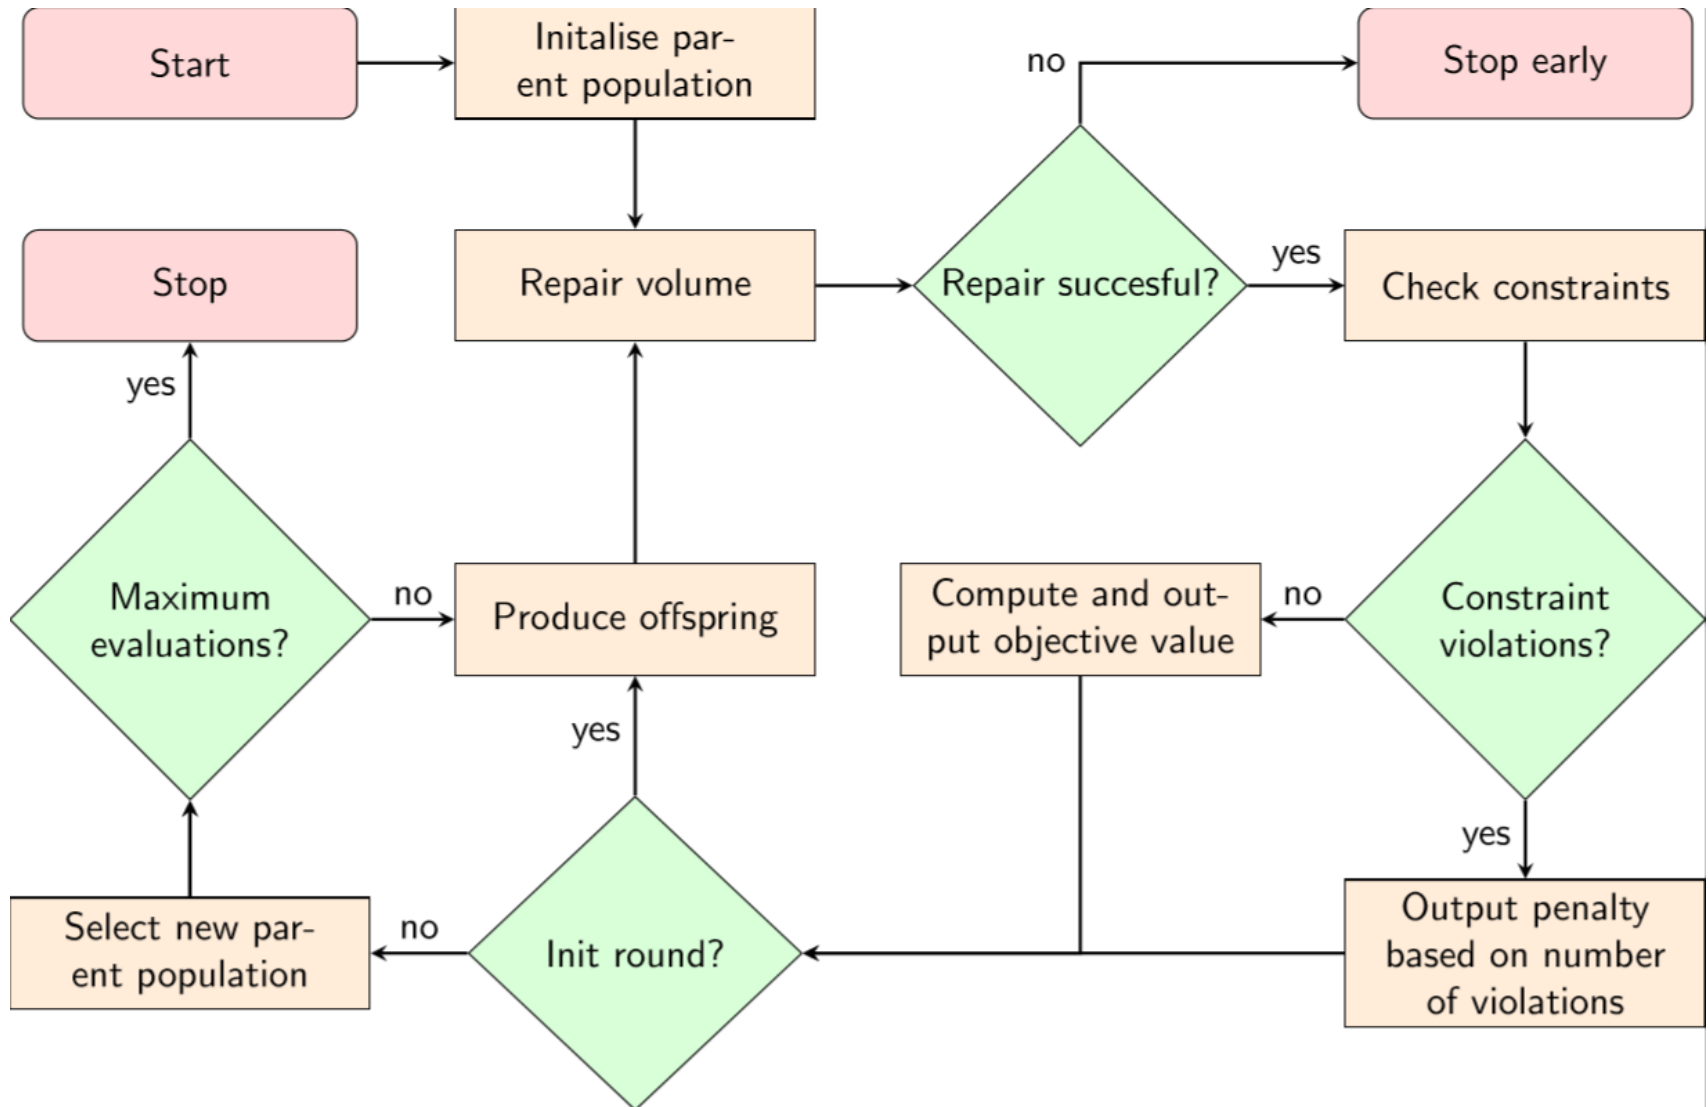 Start
Initalise par-
ent population
no
Stop early
Stop
Repair volume
Repair succesful?
yes
Check constraints
yes
Maximum
evaluations?
no
Produce offspring
Compute and out-
put objective value
no
Constraint
violations?
yes
yes
Select new par-
ent population
no
Init round?
Output penalty
based on number
of violations